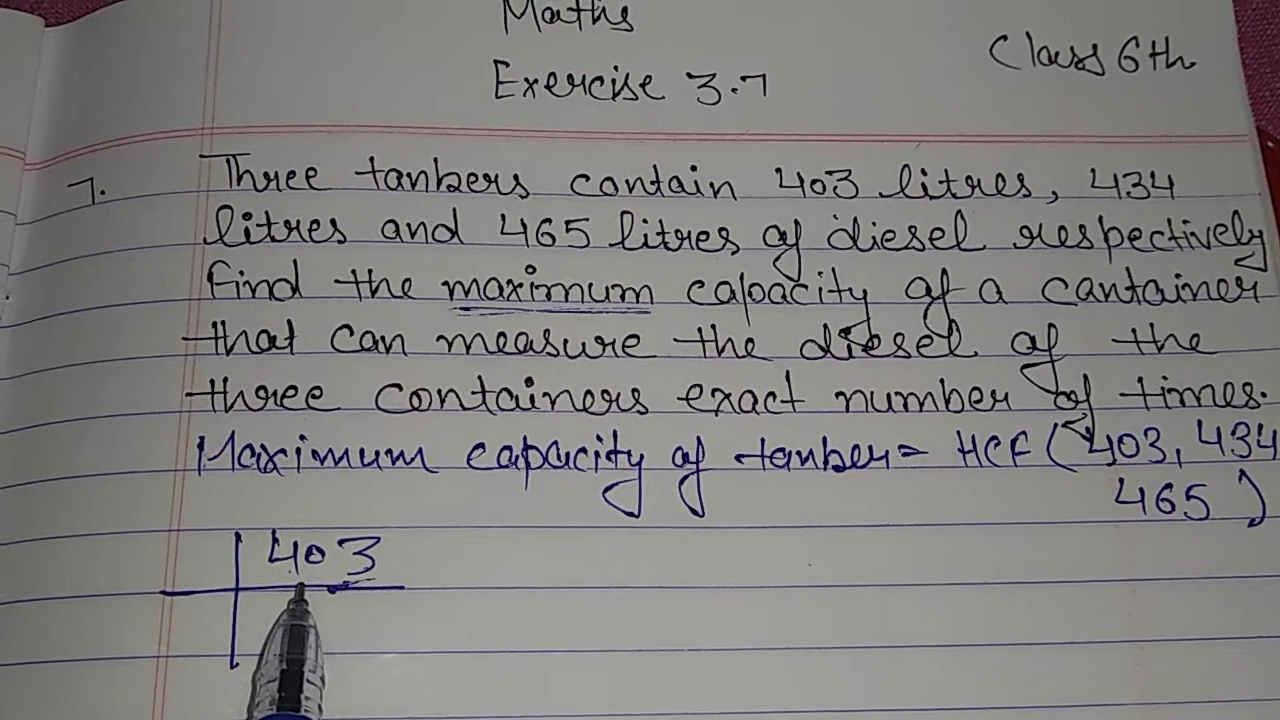 Maths
Class 6th
Exercise 3.7
7. Three tankers contain 403 litres, 434
litres and 465 litres of diesel respectively
find the maximum capacity of a cantainer
that can measure the diesel of the
three containers exact number of times.
Maximum capacity of tanker = HCF (403, 434
465)
403